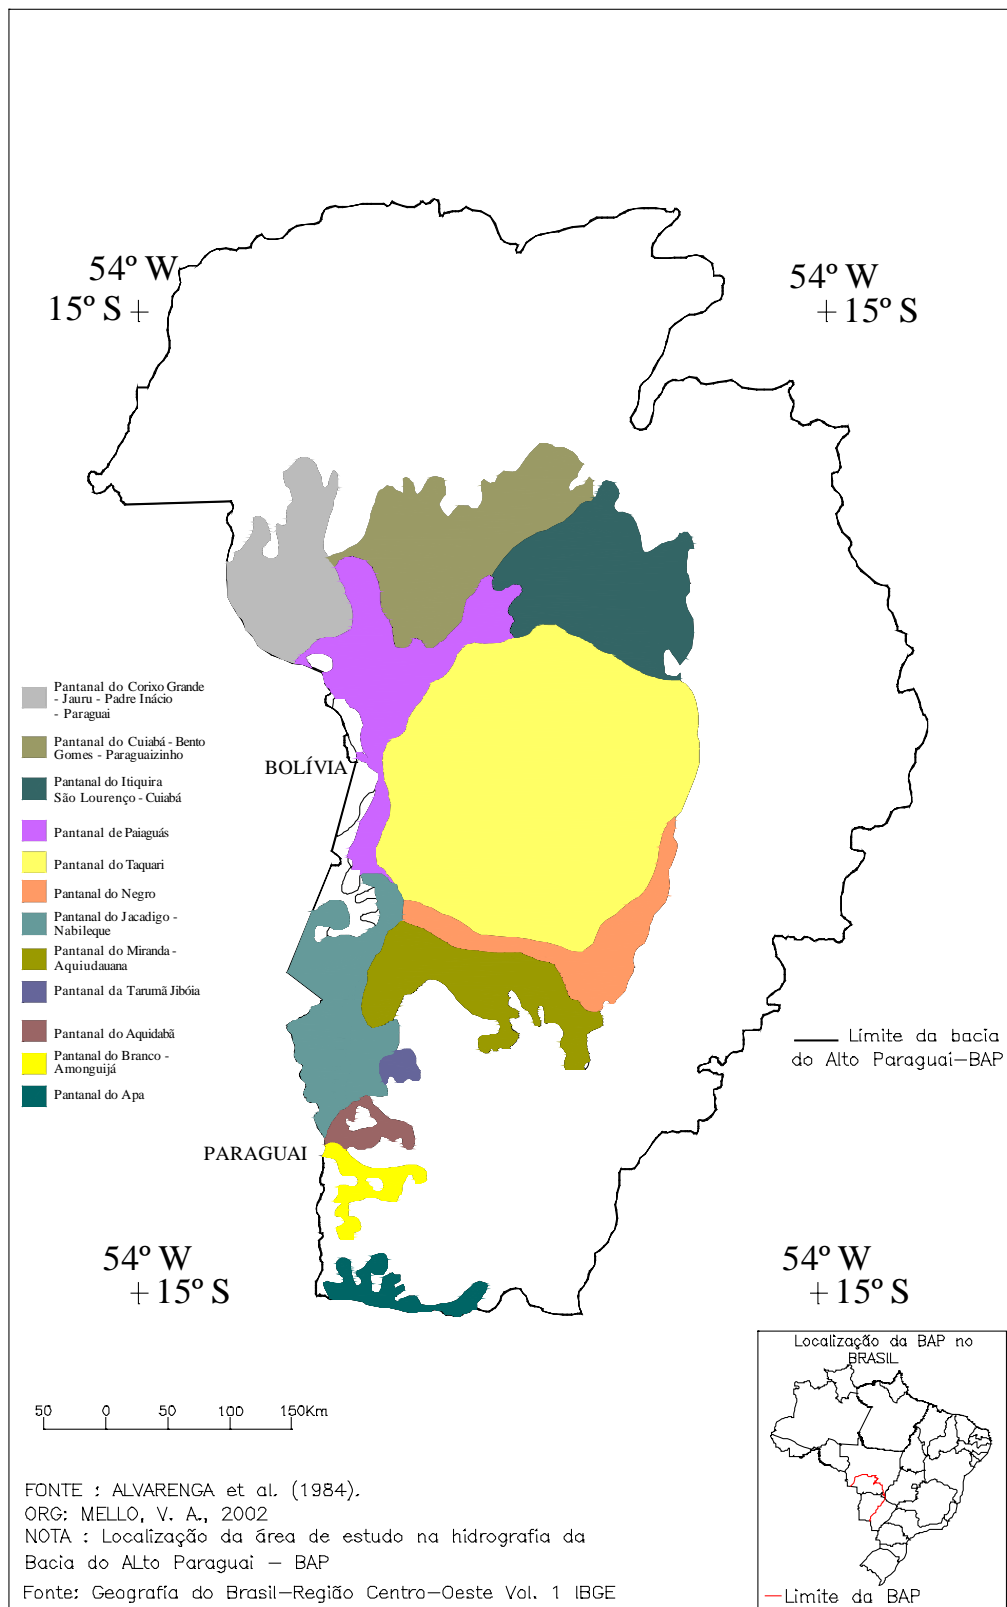 54º W
15º S +
54º W
+ 15º S
Pantanal do Corixo Grande
- Jauru - Padre Inácio
- Paraguai
Pantanal do Cuiabá - Bento
Gomes - Paraguaizinho
Pantanal do Itiquira
São Lourenço - Cuiabá
Pantanal de Paiaguás
Pantanal do Taquari
Pantanal do Negro
Pantanal do Jacadigo -
Nabileque
Pantanal do Miranda -
Aquiudauana
Pantanal da Tarumã Jibóia
Pantanal do Aquidabã
Pantanal do Branco -
Amonguijá
Pantanal do Apa
BOLÍVIA
PARAGUAI
Limite da bacia
do Alto Paraguai-BAP
54º W
+ 15º S
54º W
+ 15º S
Localização da BAP no
BRASIL
Limite da BAP
50 0 50 100 150Km
FONTE : ALVARENGA et al. (1984).
ORG: MELLO, V. A., 2002
NOTA : Localização da área de estudo na hidrografia da
Bacia do ALto Paraguai - BAP
Fonte: Geografia do Brasil-Região Centro-Oeste Vol. 1 IBGE